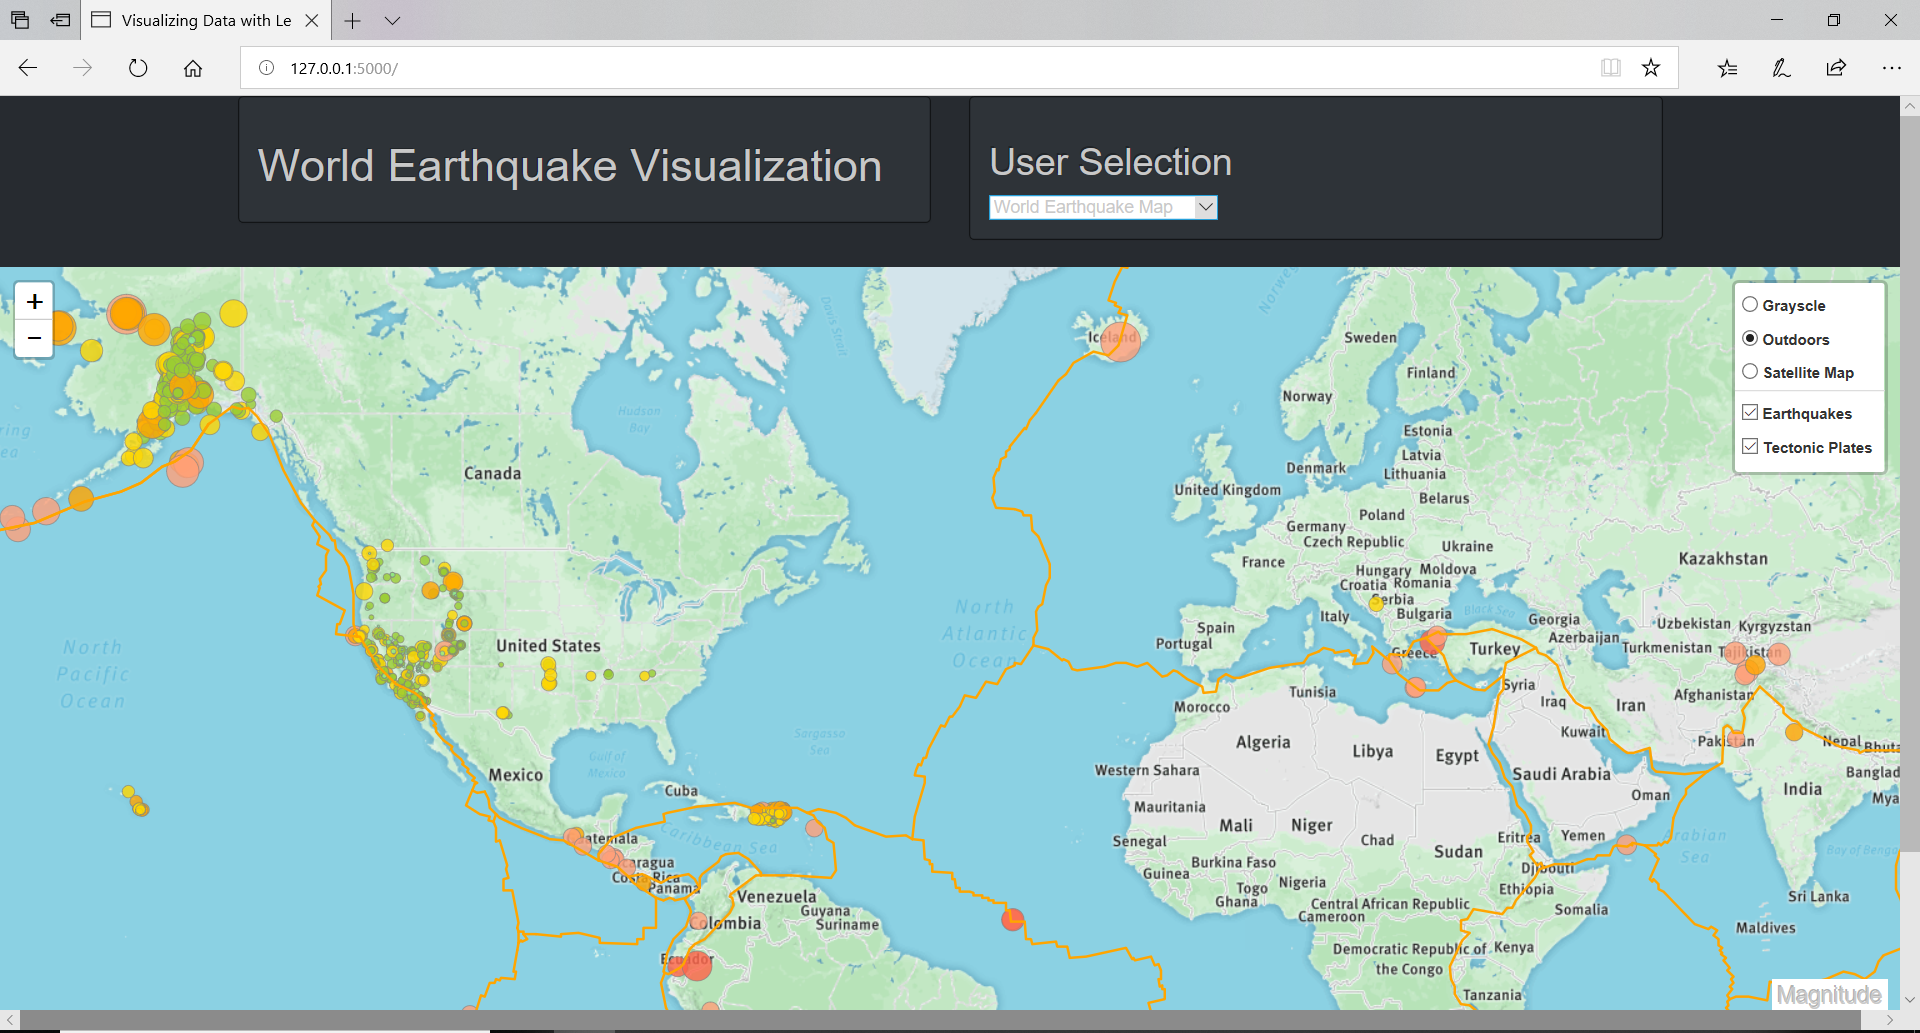 Visualizing Data with Le
127.0.0.1:5000/
World Earthquake Visualization
User Selection
World Earthquake Map
+
−
Grayscle
Outdoors
Satellite Map
Earthquakes
Tectonic Plates
Davis Strait
Iceland
Sweden
Finland
Norway
Hudson
Bay
Estonia
Latvia
Lithuania
Denmark
Canada
United Kingdom
Belarus
Poland
Germany
Czech Republic
Ukraine
Kazakhstan
France
Hungary
Moldova
Croatia
Romania
Serbia
Bulgaria
Black Sea
Italy
Georgia
Uzbekistan
Kyrgyzstan
North
Atlantic
Ocean
Spain
Portugal
Azerbaijan
Turkmenistan
Tajikistan
United States
Greece
Turkey
North
Pacific
Ocean
Syria
Tunisia
Afghanistan
Morocco
Iraq
Iran
Sargasso
Sea
Kuwait
Pakistan
Nepal
Bhuta
Algeria
Libya
Egypt
Gulf of
Mexico
Mexico
Western Sahara
Saudi Arabia
Banglad
India
Mya
Cuba
Oman
Mauritania
Mali
Niger
Chad
Eritrea
Yemen
Arabian
Sea
Caribbean Sea
Senegal
Sudan
Bay of Benga
Burkina Faso
Djibouti
Guinea
Togo
Nigeria
Ethiopia
Ghana
Costa Rica
Panama
Venezuela
Guyana
Suriname
Colombia
Central African Republic
Cameroon
Somalia
Sri Lanka
Maldives
Ecuador
Democratic Republic of
the Congo
Kenya
Tanzania
Magnitude